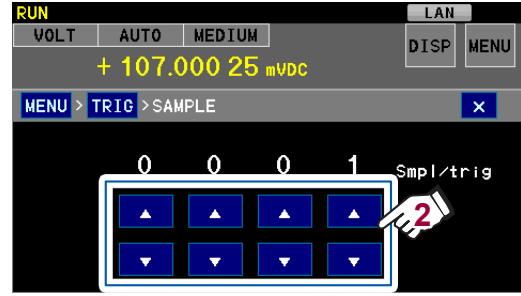 RUN LAN
VOLT AUTO MEDIUM DISP MENU
+ 107.000 25 mVDC
MENU > TRIG > SAMPLE ×
0 0 0 1 Smpl/trig
▲ ▲ ▲ ▲ 2
▼ ▼ ▼ ▼